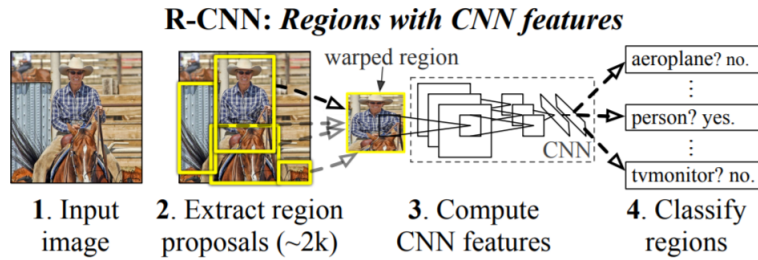 R-CNN: Regions with CNN features
warped region
aeroplane? no.
⋮
person? yes.
⋮
tvmonitor? no.
CNN
1. Input
image
2. Extract region
proposals (~2k)
3. Compute
CNN features
4. Classify
regions